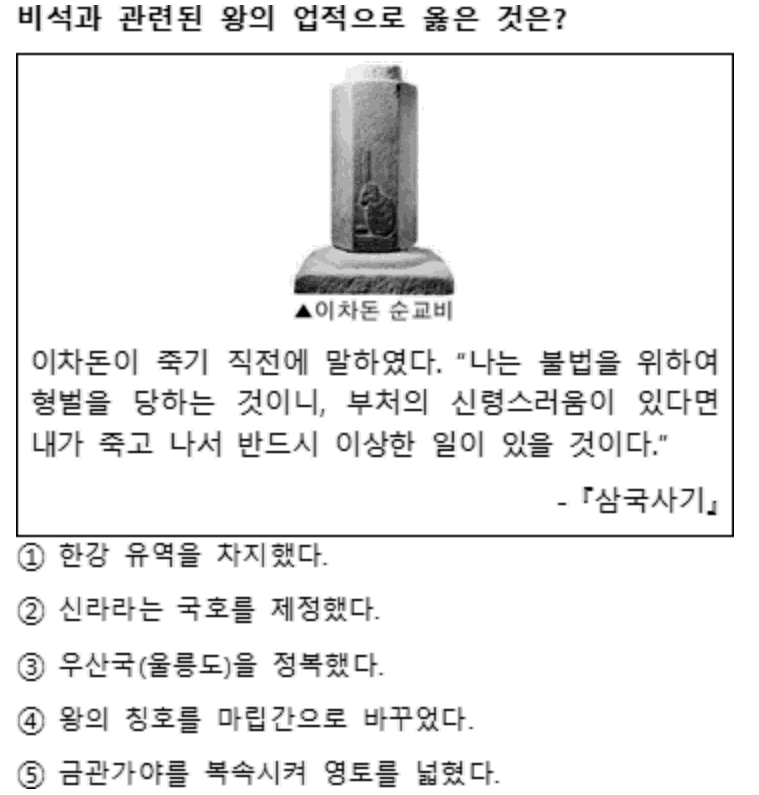 비석과 관련된 왕의 업적으로 옳은 것은?
▲이차돈 순교비
이차돈이 죽기 직전에 말하였다. "나는 불법을 위하여
형벌을 당하는 것이니, 부처의 신령스러움이 있다면
내가 죽고 나서 반드시 이상한 일이 있을 것이다."
-『삼국사기』
① 한강 유역을 차지했다.
② 신라라는 국호를 제정했다.
③ 우산국(울릉도)을 정복했다.
④ 왕의 칭호를 마립간으로 바꾸었다.
⑤ 금관가야를 복속시켜 영토를 넓혔다.